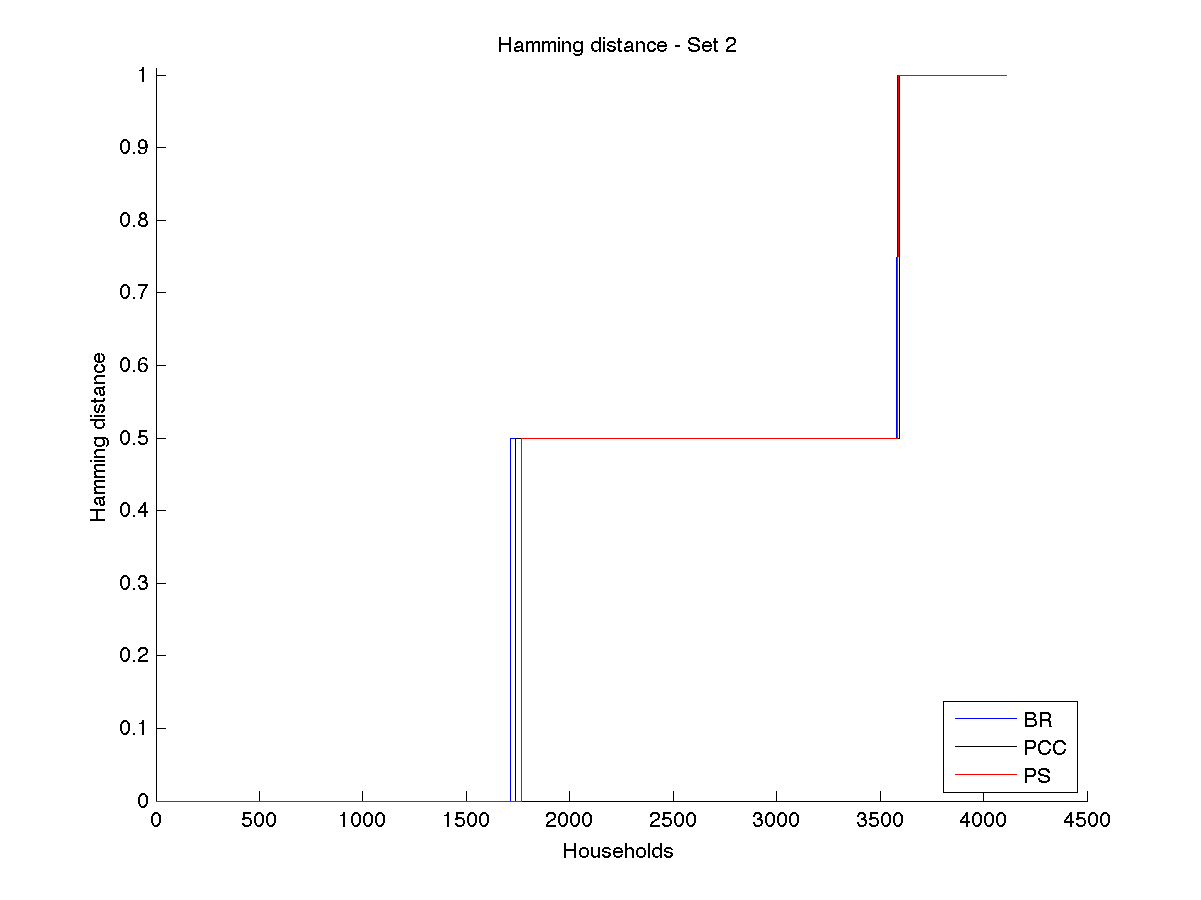 Hamming distance - Set 2
1
0.9
0.8
0.7
0.6
0.5
0.4
0.3
0.2
0.1
0
Hamming distance
BR
PCC
PS
0 500 1000 1500 2000 2500 3000 3500 4000 4500
Households